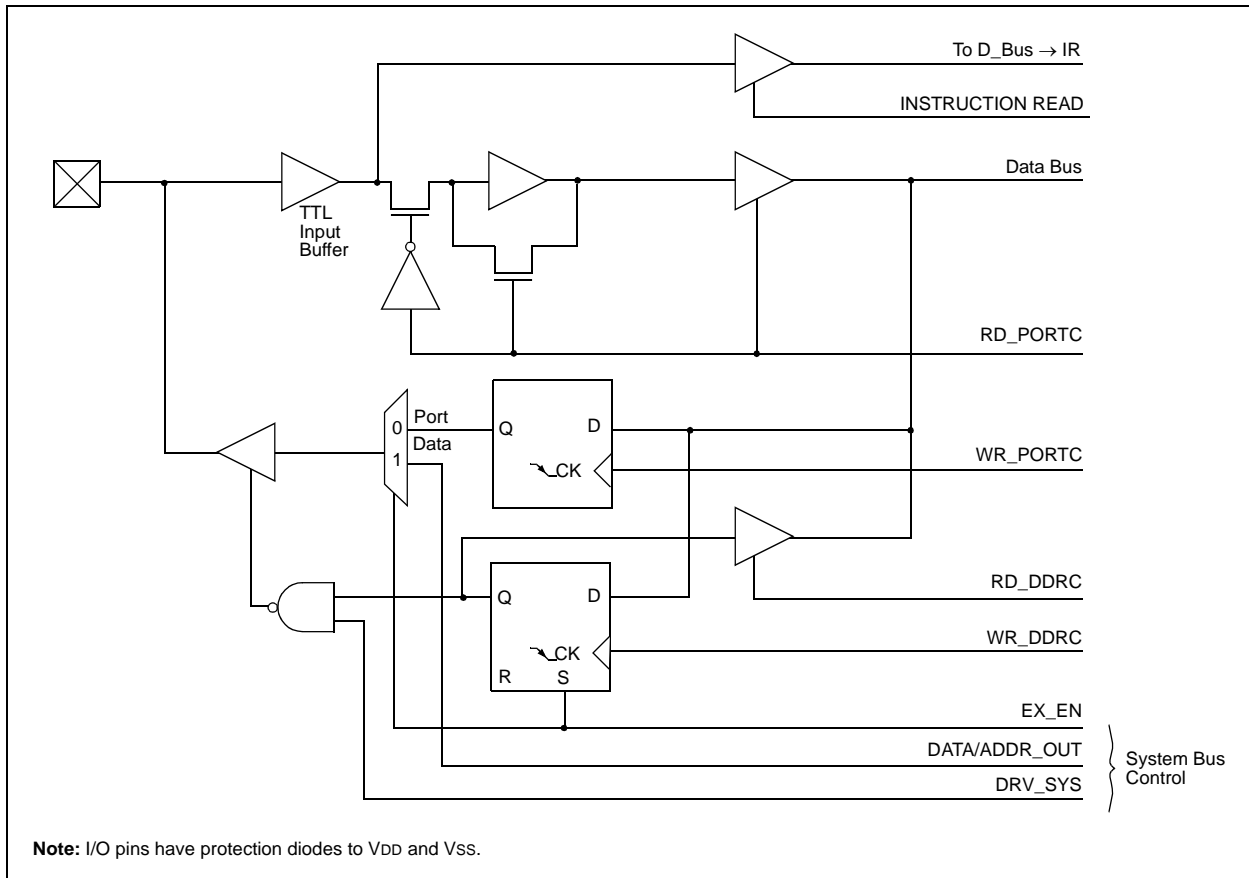 To D_Bus → IR
INSTRUCTION READ
Data Bus
TTL
Input
Buffer
RD_PORTC
0
Port
Q
D
Data
1
CK
WR_PORTC
RD_DDRC
Q
D
CK
WR_DDRC
R
S
EX_EN
DATA/ADDR_OUT
DRV_SYS
System Bus
Control
Note: I/O pins have protection diodes to VDD and VSS.